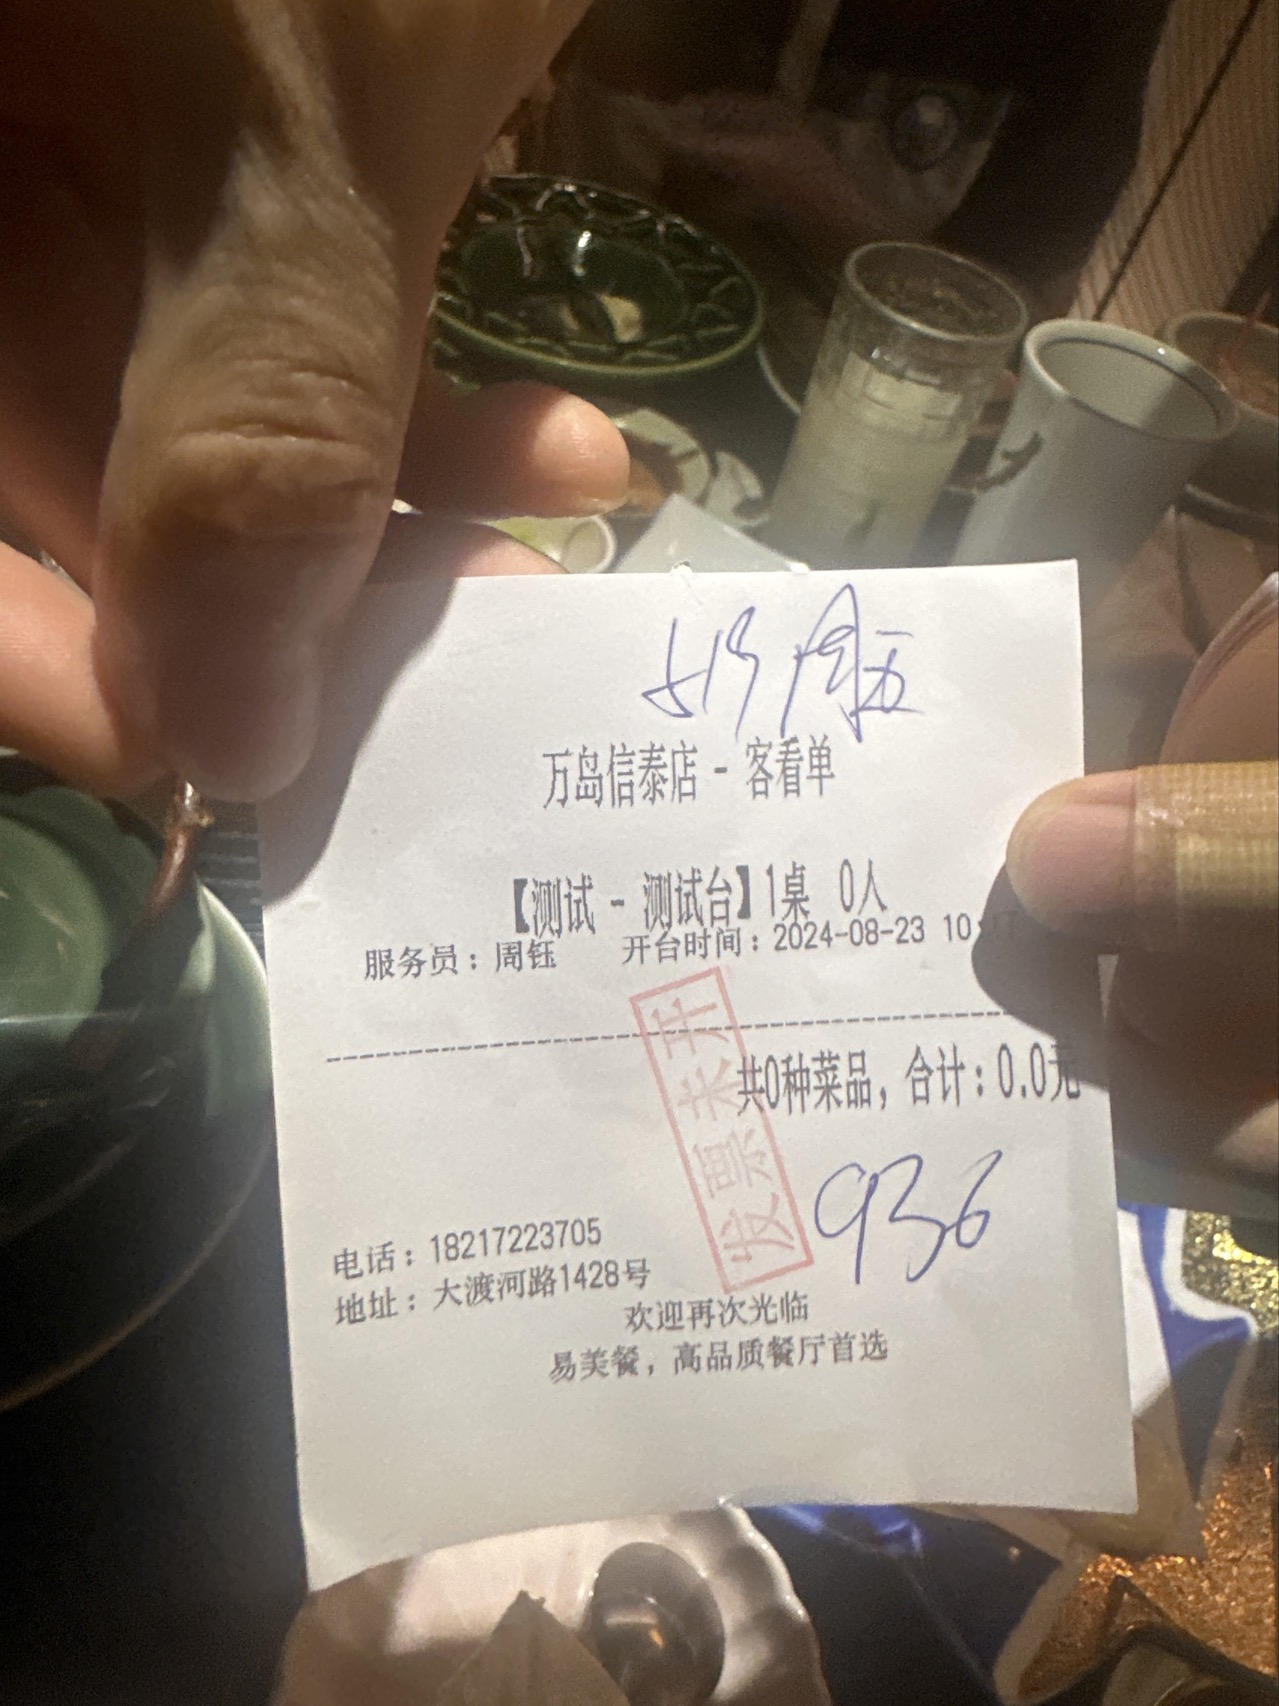 万岛信泰店 - 客看单
【测试 - 测试台】1桌 0人
服务员：周钰 开台时间：2024-08-23 10
共0种菜品，合计：0.0元
发票未开
936
电话：18217223705
地址：大渡河路1428号
欢迎再次光临
易美餐，高品质餐厅首选